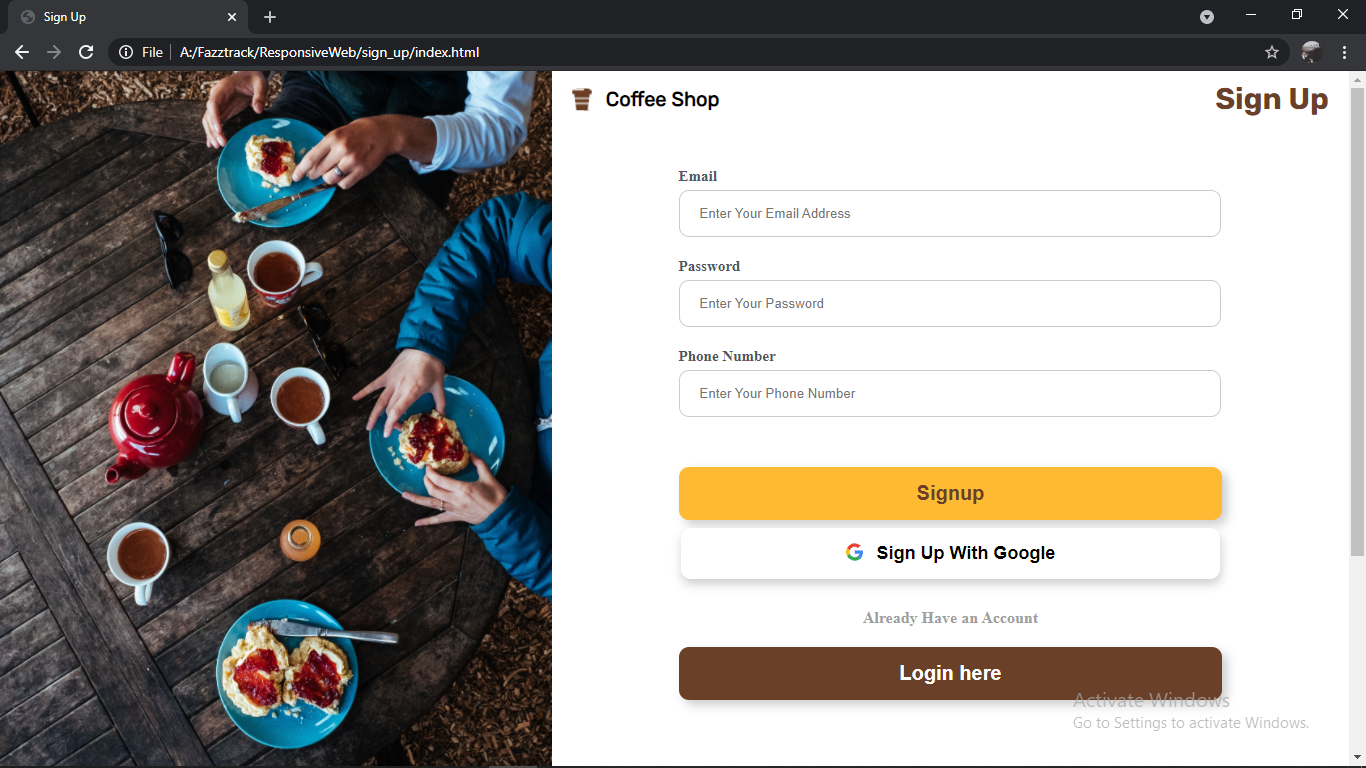 Sign Up
File
A:/Fazztrack/ResponsiveWeb/sign_up/index.html
Coffee Shop
Sign Up
Email
Enter Your Email Address
Password
Enter Your Password
Phone Number
Enter Your Phone Number
Signup
Sign Up With Google
Already Have an Account
Login here
Activate Windows
Go to Settings to activate Windows.